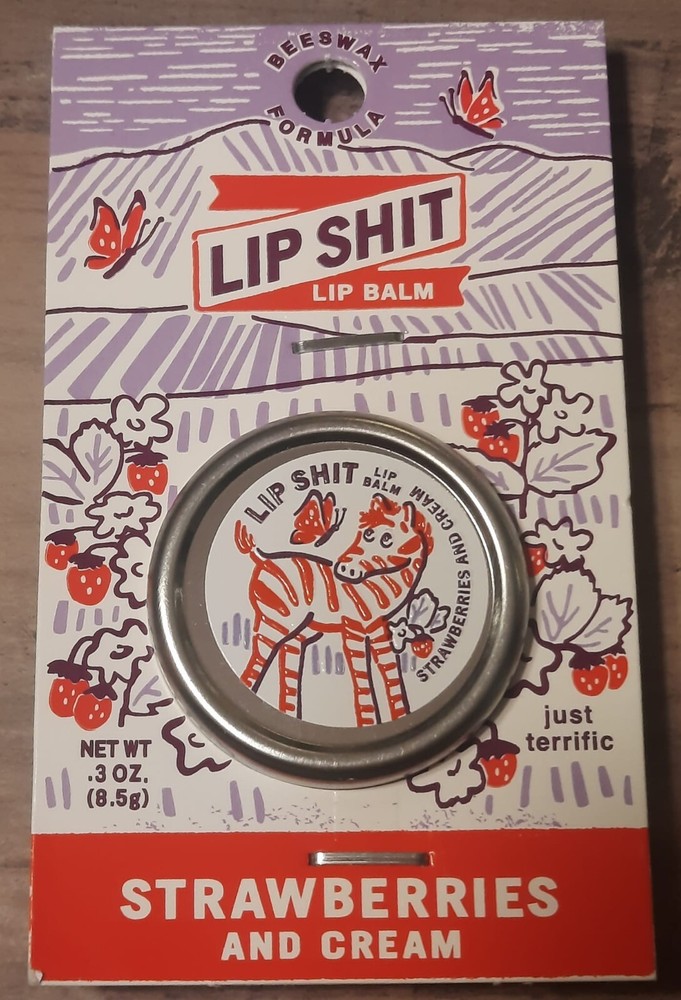 BEESWAX
FORMULA
LIP SHIT
LIP BALM
LIP SHIT
LIP
BALM
STRAWBERRIES AND CREAM
NET WT
.3 OZ.
(8.5g)
just
terrific
STRAWBERRIES
AND CREAM